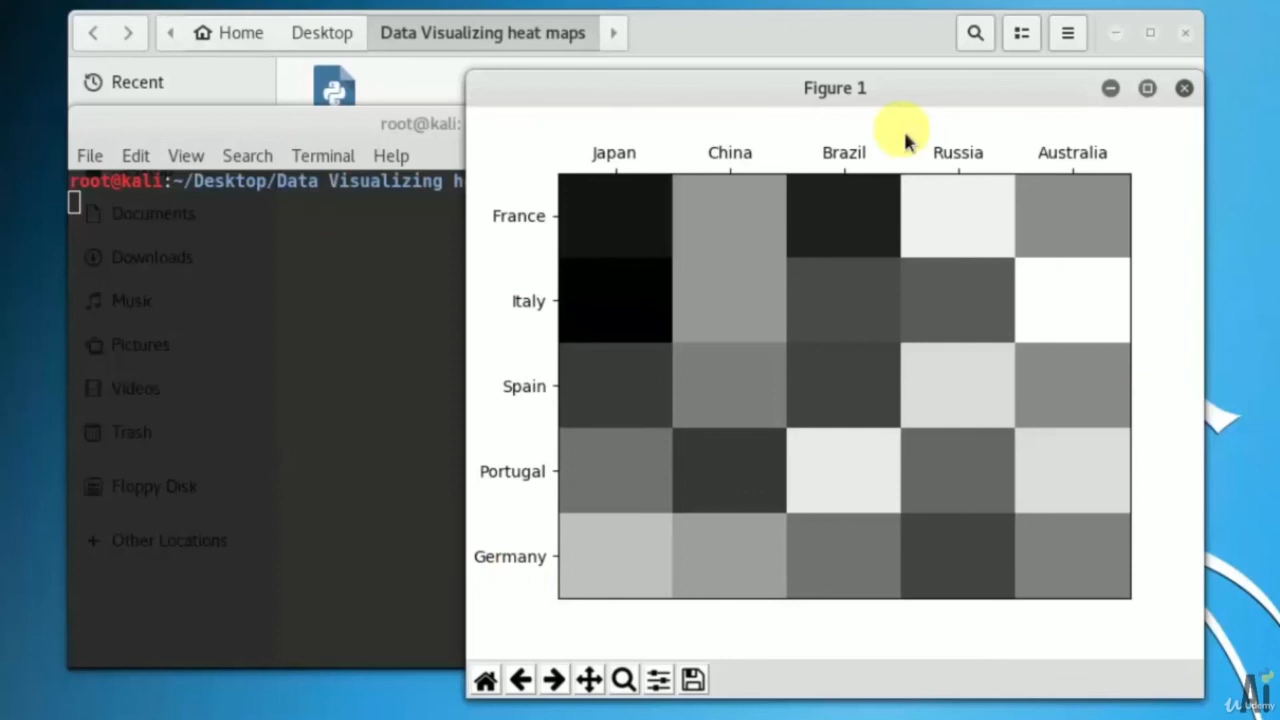 Home Desktop Data Visualizing heat maps
Recent
Figure 1
root@kali:
File Edit View Search Terminal Help
root@kali:~/Desktop/Data Visualizing h
Documents
Downloads
Music
Pictures
Videos
Trash
Floppy Disk
+ Other Locations
Japan China Brazil Russia Australia
France
Italy
Spain
Portugal
Germany
Ai
Udemy